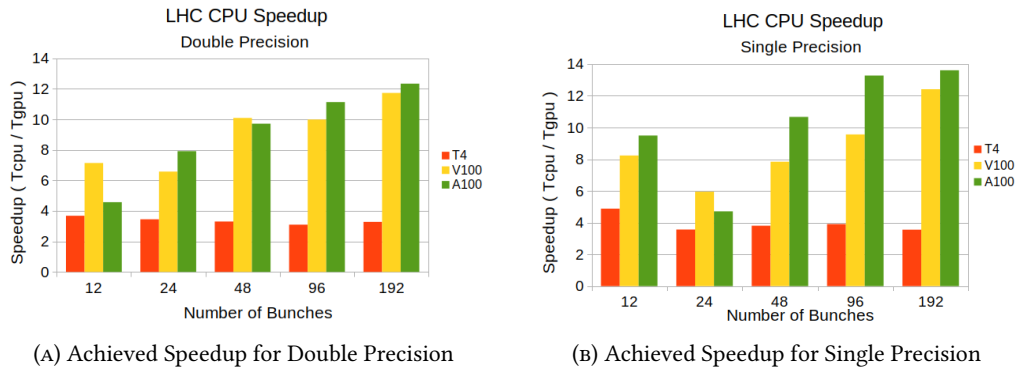 LHC CPU Speedup
Double Precision
Speedup ( Tcpu / Tgpu )
14
12
10
8
6
4
2
0
12 24 48 96 192
Number of Bunches
T4
V100
A100
(A) Achieved Speedup for Double Precision
LHC CPU Speedup
Single Precision
Speedup ( Tcpu / Tgpu )
14
12
10
8
6
4
2
0
12 24 48 96 192
Number of Bunches
T4
V100
A100
(B) Achieved Speedup for Single Precision